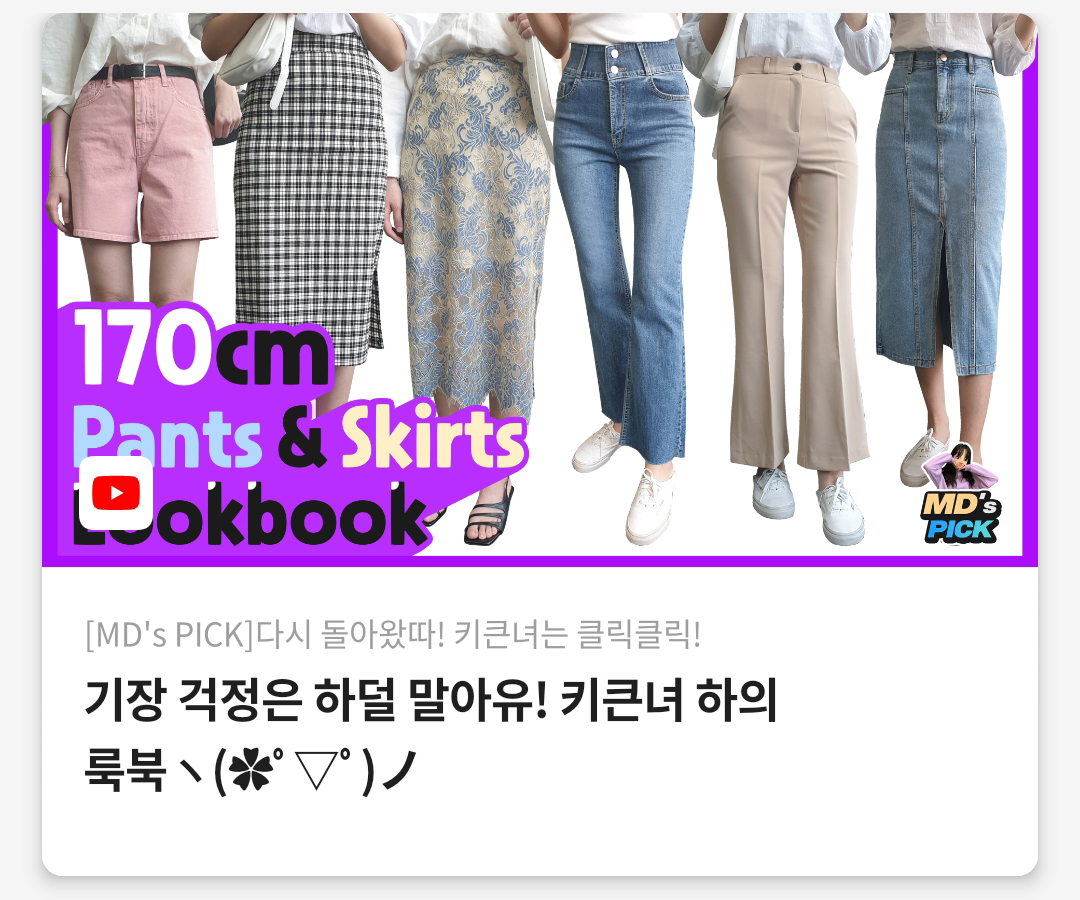 170cm
Pants & Skirts
Lookbook
MD's
PICK
[MD's PICK]다시 돌아왔따! 키큰녀는 클릭클릭!
기장 걱정은 하덜 말아유! 키큰녀 하의
룩북ヽ(✿ﾟ▽ﾟ)ノ